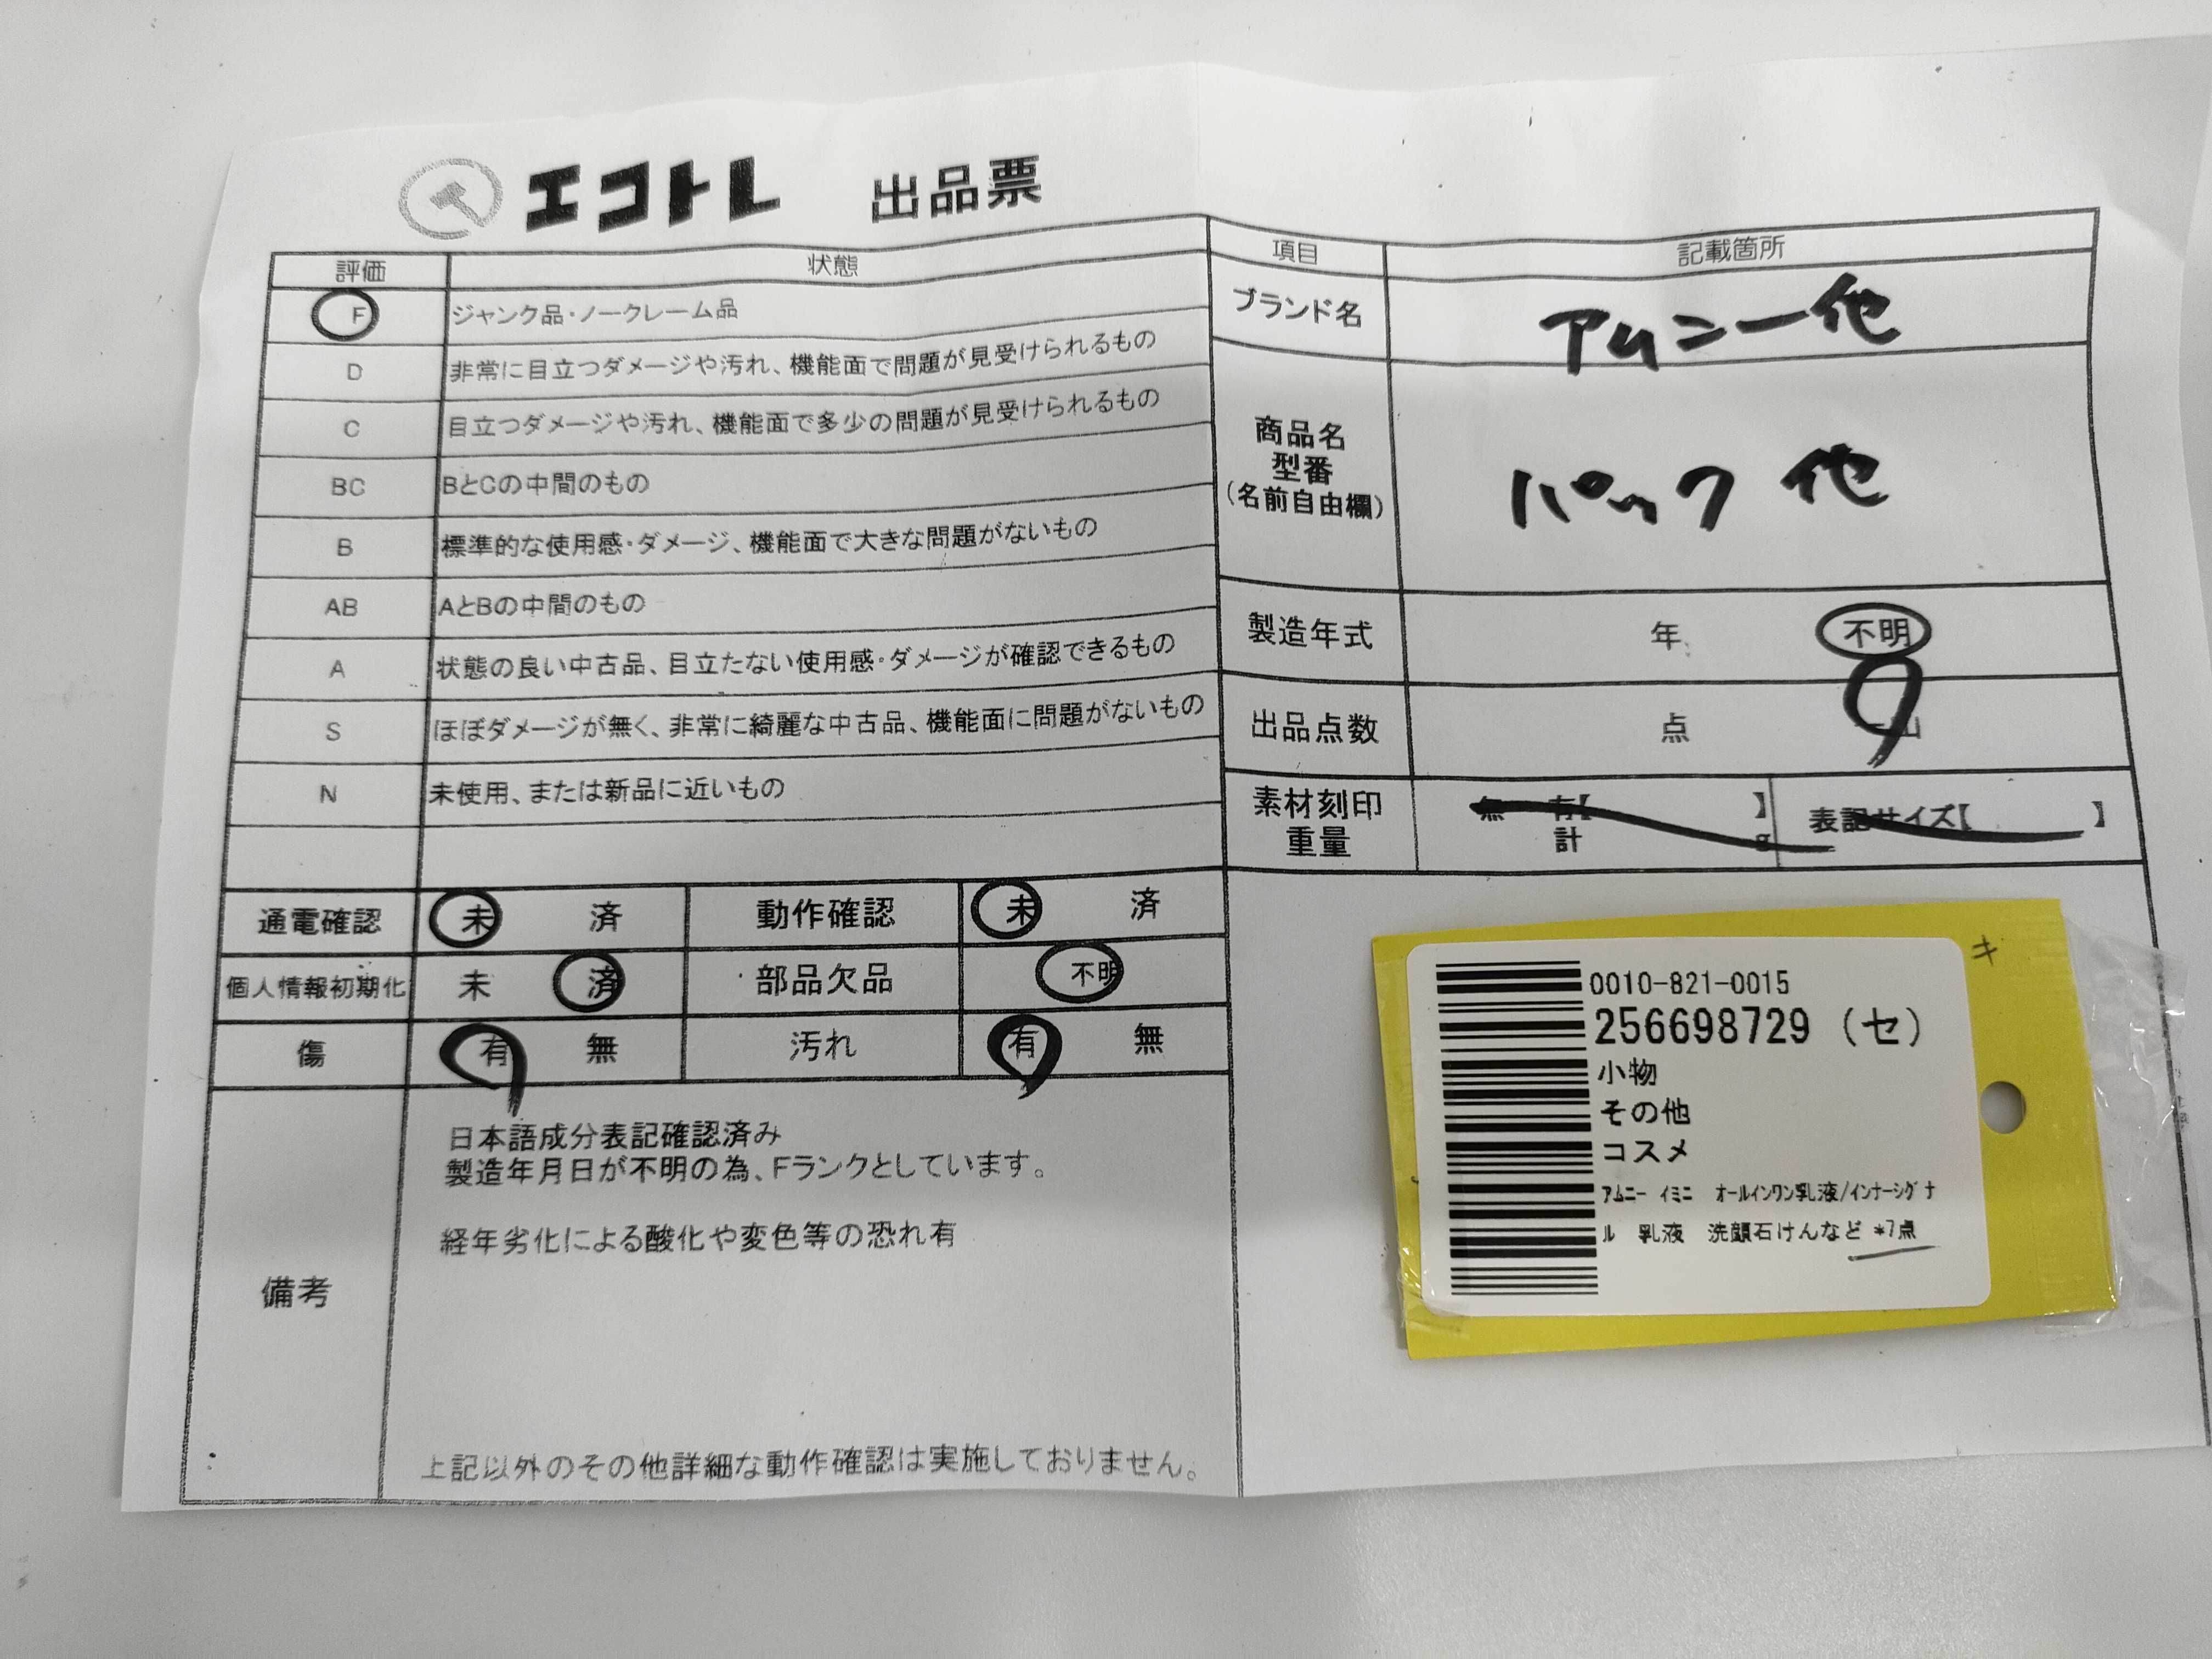 エコトレ 出品票
評価 状態
F ジャンク品・ノークレーム品
D 非常に目立つダメージや汚れ、機能面で問題が見受けられるもの
C 目立つダメージや汚れ、機能面で多少の問題が見受けられるもの
BC BとCの中間のもの
B 標準的な使用感・ダメージ、機能面で大きな問題がないもの
AB AとBの中間のもの
A 状態の良い中古品、目立たない使用感・ダメージが確認できるもの
S ほぼダメージが無く、非常に綺麗な中古品、機能面に問題がないもの
N 未使用、または新品に近いもの
通電確認 未 済 動作確認 未 済
個人情報初期化 未 済 部品欠品 不明
傷 有 無 汚れ 有 無
備考
日本語成分表記確認済み
製造年月日が不明の為、Fランクとしています。
経年劣化による酸化や変色等の恐れ有
上記以外のその他詳細な動作確認は実施しておりません。
項目 記載箇所
ブランド名 アムニー他
商品名
型番
(名前自由欄)
パック 他
製造年式 年 不明
出品点数 点 一山
素材刻印 無 有【 】 表記サイズ【 】
重量 計 g
キ
0010-821-0015
256698729 (セ)
小物
その他
コスメ
アムニー イミニ オールインワン乳液/インナーシグナ
ル 乳液 洗顔石けんなど *7点